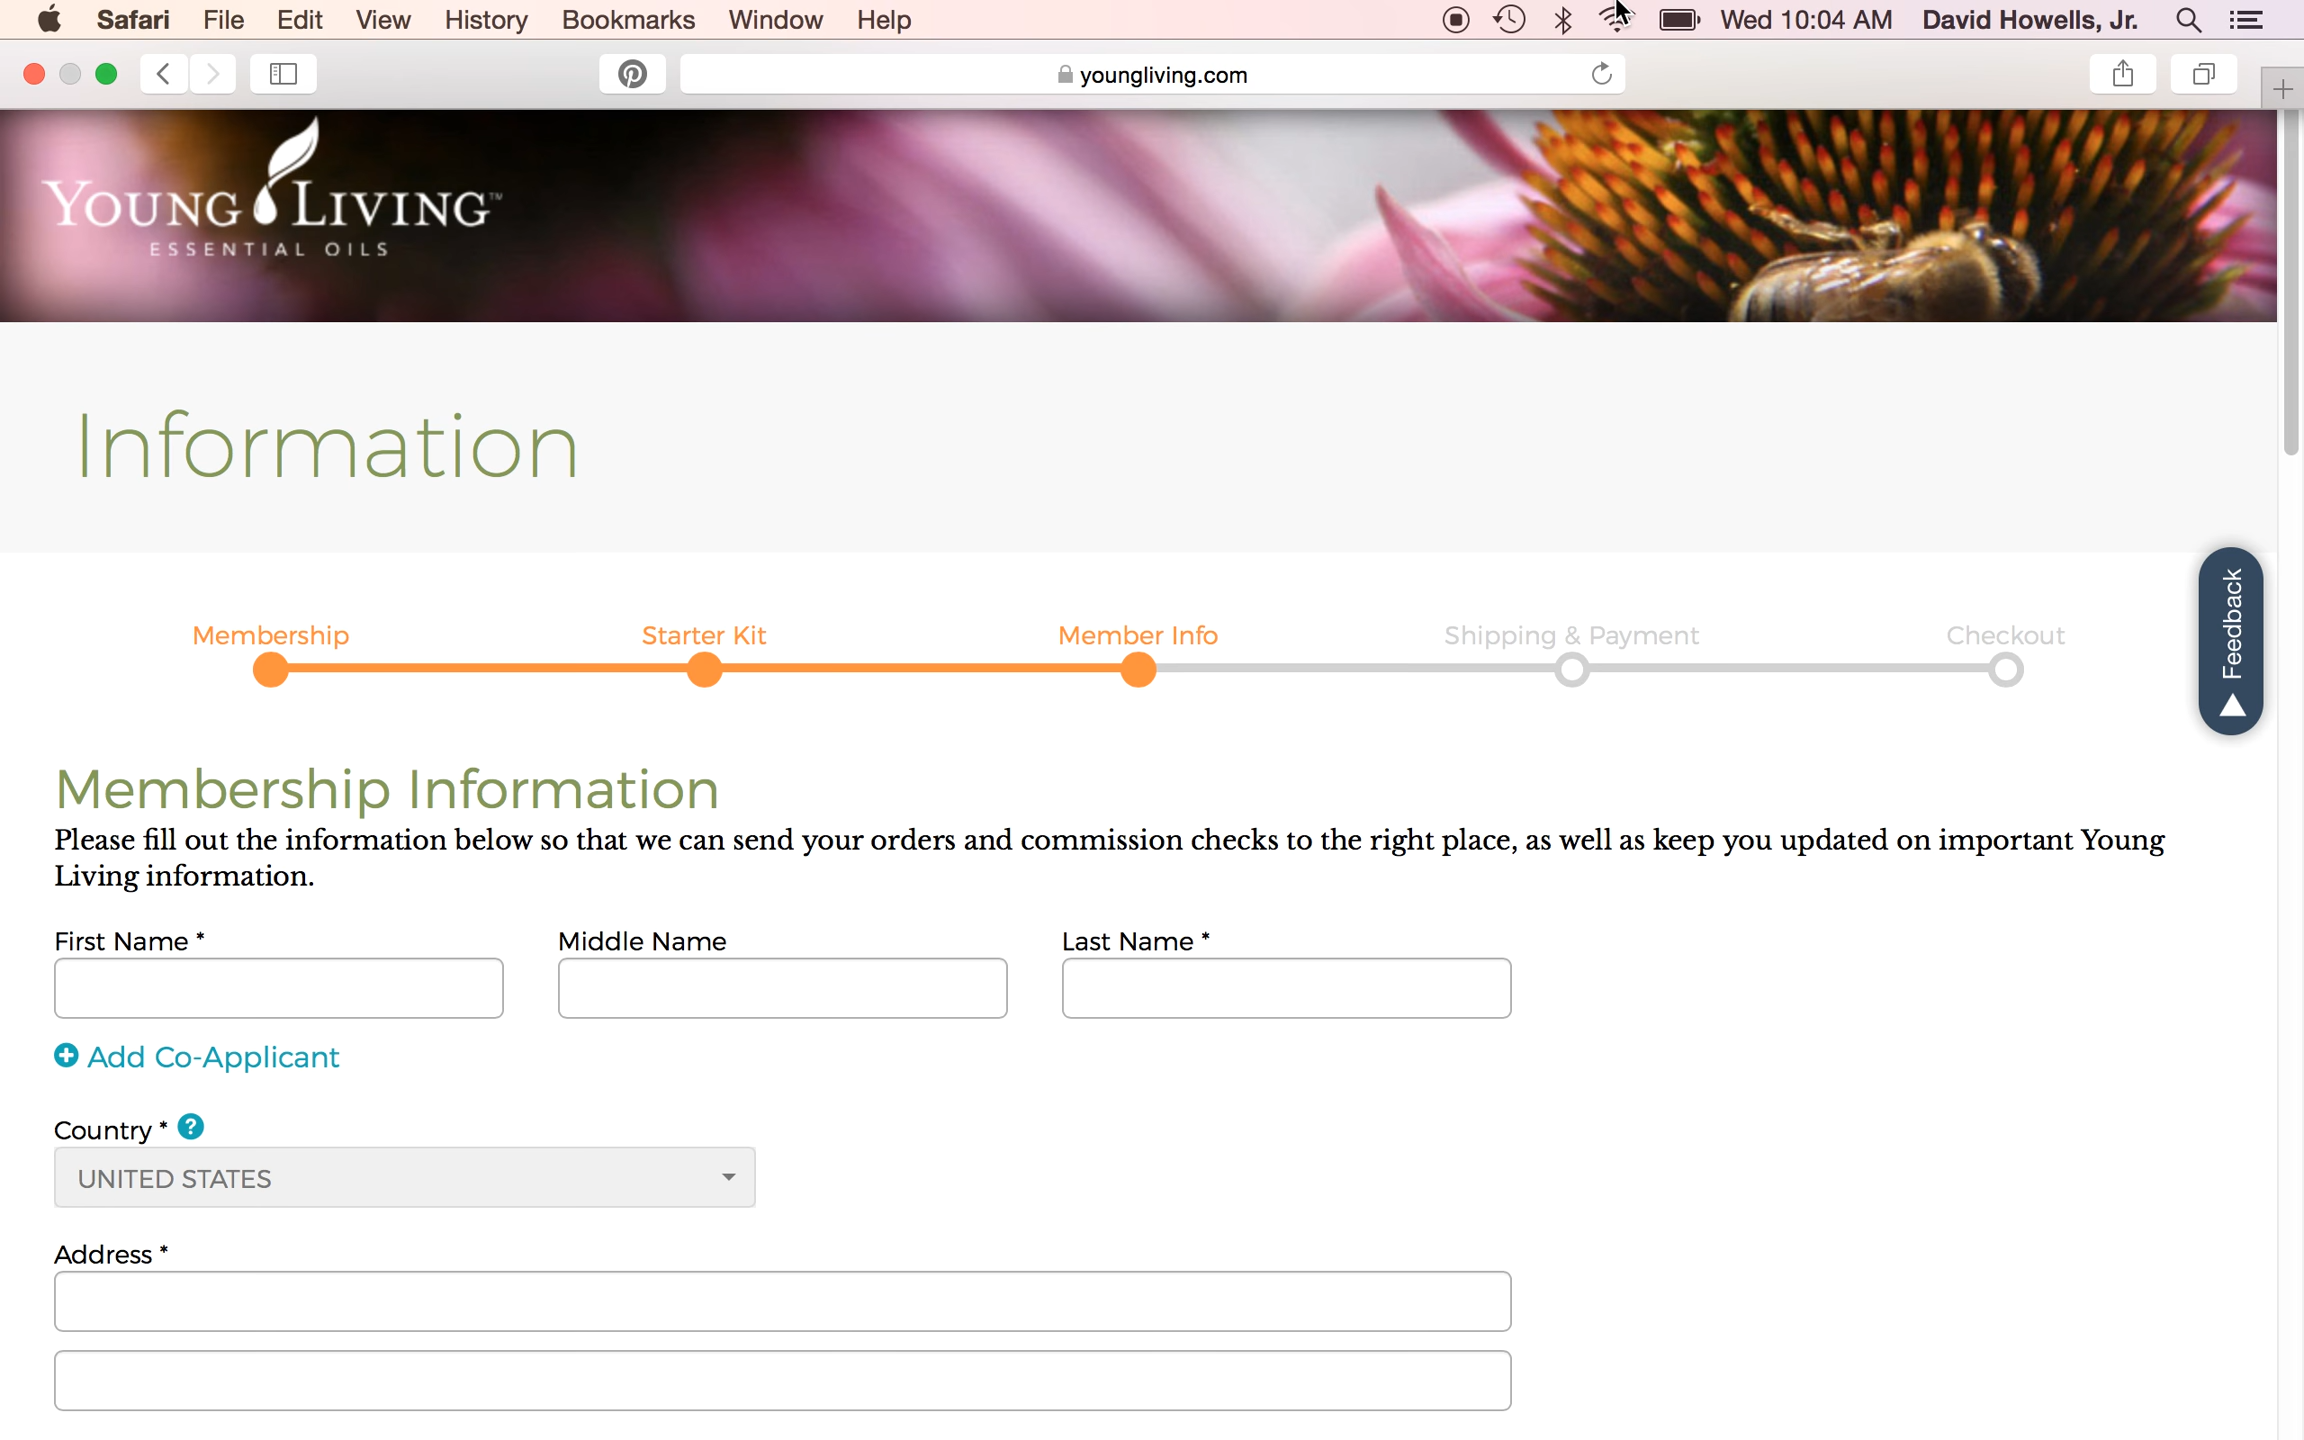 Safari File Edit View History Bookmarks Window Help Wed 10:04 AM David Howells, Jr.
youngliving.com
YOUNG LIVING™
ESSENTIAL OILS
Information
Membership Starter Kit Member Info Shipping & Payment Checkout
Feedback
Membership Information
Please fill out the information below so that we can send your orders and commission checks to the right place, as well as keep you updated on important Young
Living information.
First Name * Middle Name Last Name *
Add Co-Applicant
Country * ?
UNITED STATES
Address *